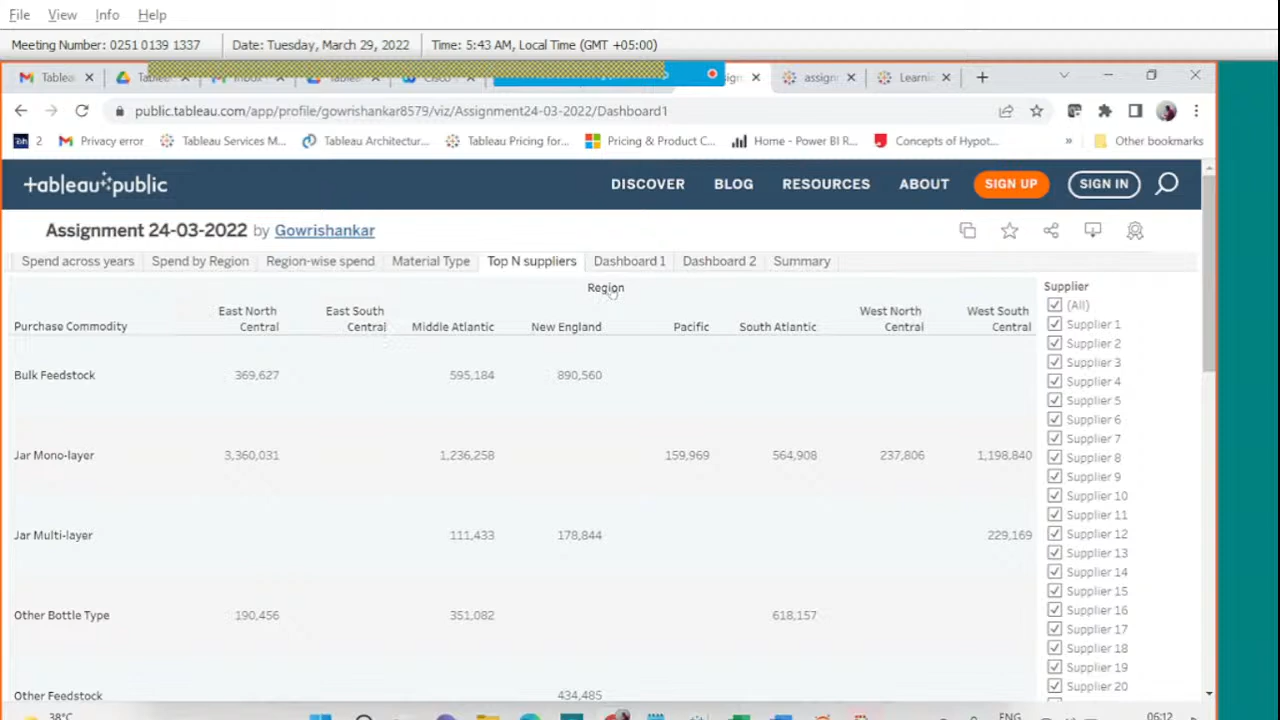 File View Info Help
Meeting Number: 0251 0139 1337 Date: Tuesday, March 29, 2022 Time: 5:43 AM, Local Time (GMT +05:00)
Tablea Inbox assign Learni
public.tableau.com/app/profile/gowrishankar8579/viz/Assignment24-03-2022/Dashboard1
2 Privacy error Tableau Services M... Tableau Architectur... Tableau Pricing for... Pricing & Product C... Home - Power BI R... Concepts of Hypot... » Other bookmarks
+ableau public DISCOVER BLOG RESOURCES ABOUT SIGN UP SIGN IN
Assignment 24-03-2022 by Gowrishankar
Spend across years Spend by Region Region-wise spend Material Type Top N suppliers Dashboard 1 Dashboard 2 Summary
Region
Purchase Commodity East North Central East South Central Middle Atlantic New England Pacific South Atlantic West North Central West South Central
Bulk Feedstock 369,627 595,184 890,560
Jar Mono-layer 3,360,031 1,236,258 159,969 564,908 237,806 1,198,840
Jar Multi-layer 111,433 178,844 229,169
Other Bottle Type 190,456 351,082 618,157
Other Feedstock 434,485
Supplier
(All)
Supplier 1
Supplier 2
Supplier 3
Supplier 4
Supplier 5
Supplier 6
Supplier 7
Supplier 8
Supplier 9
Supplier 10
Supplier 11
Supplier 12
Supplier 13
Supplier 14
Supplier 15
Supplier 16
Supplier 17
Supplier 18
Supplier 19
Supplier 20
38°C ENG 06:12